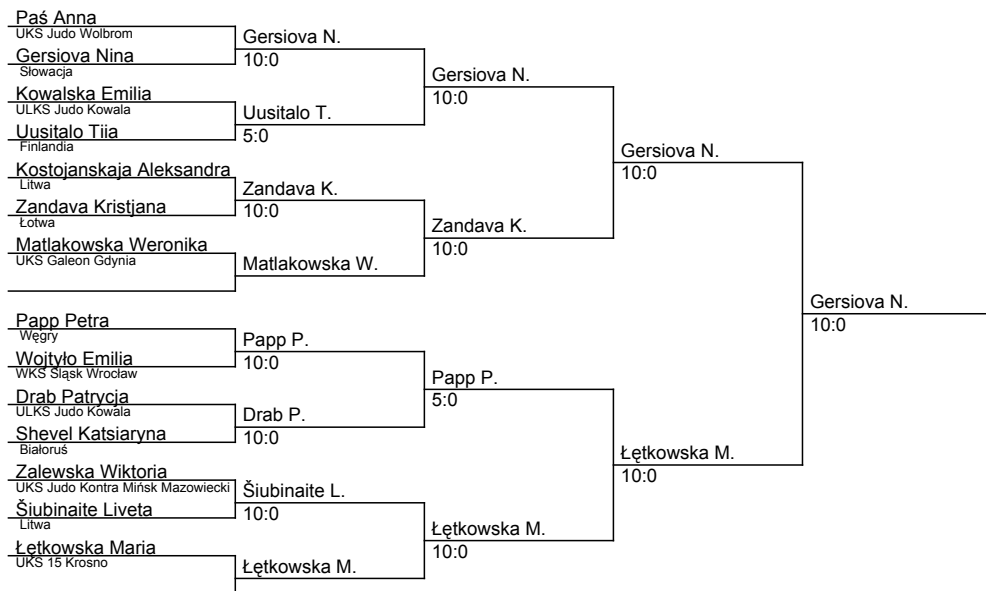 Paś Anna
UKS Judo Wolbrom
Gersiova N.
Gersiova Nina
10:0
Słowacja
Gersiova N.
Kowalska Emilia
10:0
ULKS Judo Kowala
Uusitalo T.
Uusitalo Tiia
5:0
Finlandia
Gersiova N.
Kostojanskaja Aleksandra
10:0
Litwa
Zandava K.
Zandava Kristjana
10:0
Łotwa
Zandava K.
Matlakowska Weronika
10:0
UKS Galeon Gdynia
Matlakowska W.
Gersiova N.
10:0
Papp Petra
Węgry
Papp P.
Wojtyło Emilia
10:0
WKS Śląsk Wrocław
Papp P.
Drab Patrycja
5:0
ULKS Judo Kowala
Drab P.
Shevel Katsiaryna
10:0
Białoruś
Łętkowska M.
Zalewska Wiktoria
10:0
UKS Judo Kontra Mińsk Mazowiecki
Šiubinaite L.
Šiubinaite Liveta
10:0
Litwa
Łętkowska M.
Łętkowska Maria
10:0
UKS 15 Krosno
Łętkowska M.